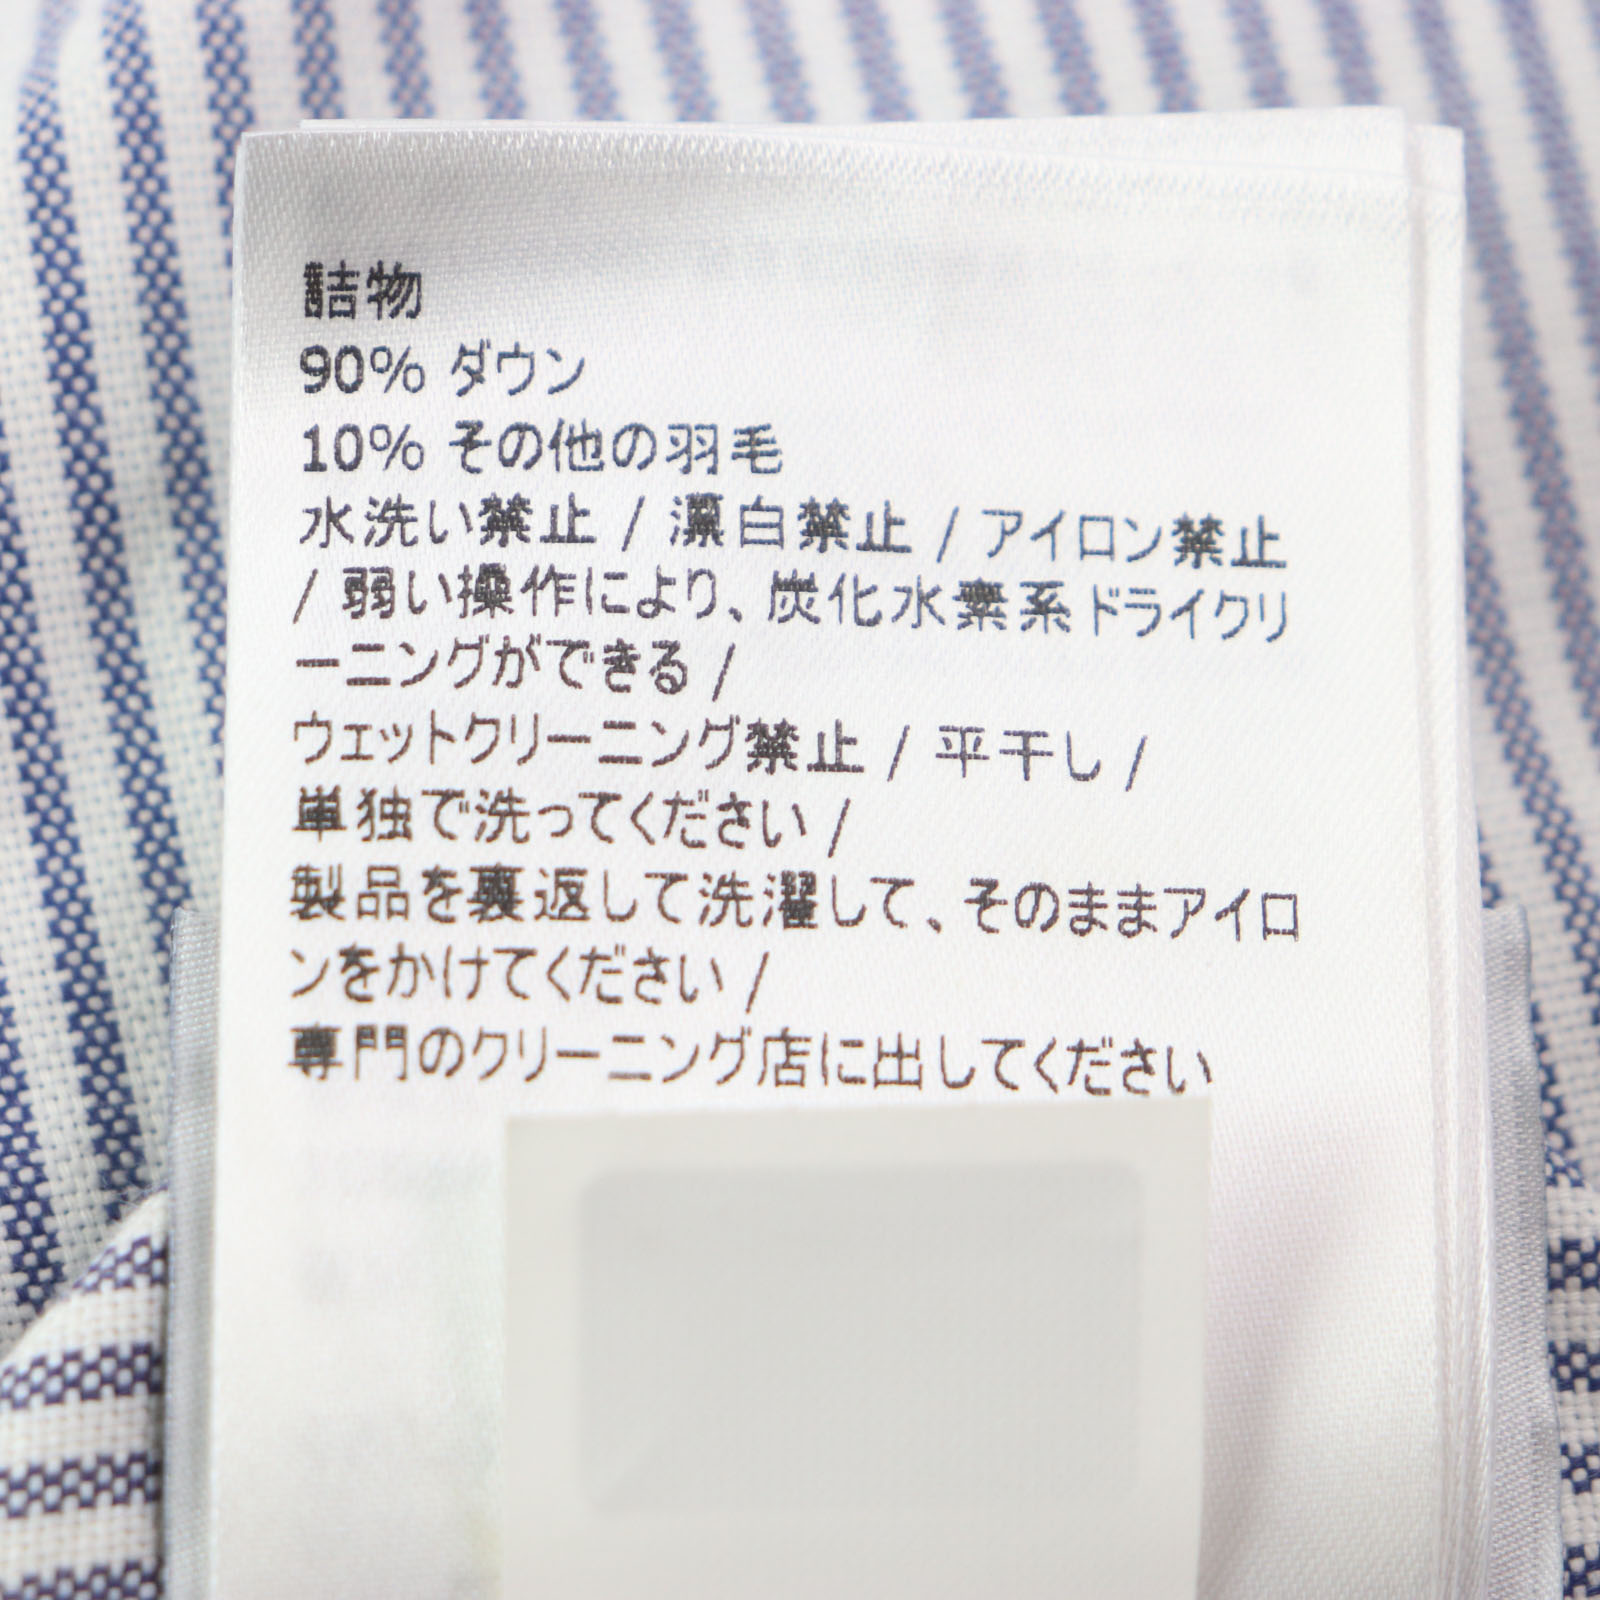 詰物
90% ダウン
10% その他の羽毛
水洗い禁止 / 漂白禁止 / アイロン禁止
/ 弱い操作により、炭化水素系ドライクリ
ーニングができる /
ウェットクリーニング禁止 / 平干し /
単独で洗ってください /
製品を裏返して洗濯して、そのままアイロ
ンをかけてください /
専門のクリーニング店に出してください